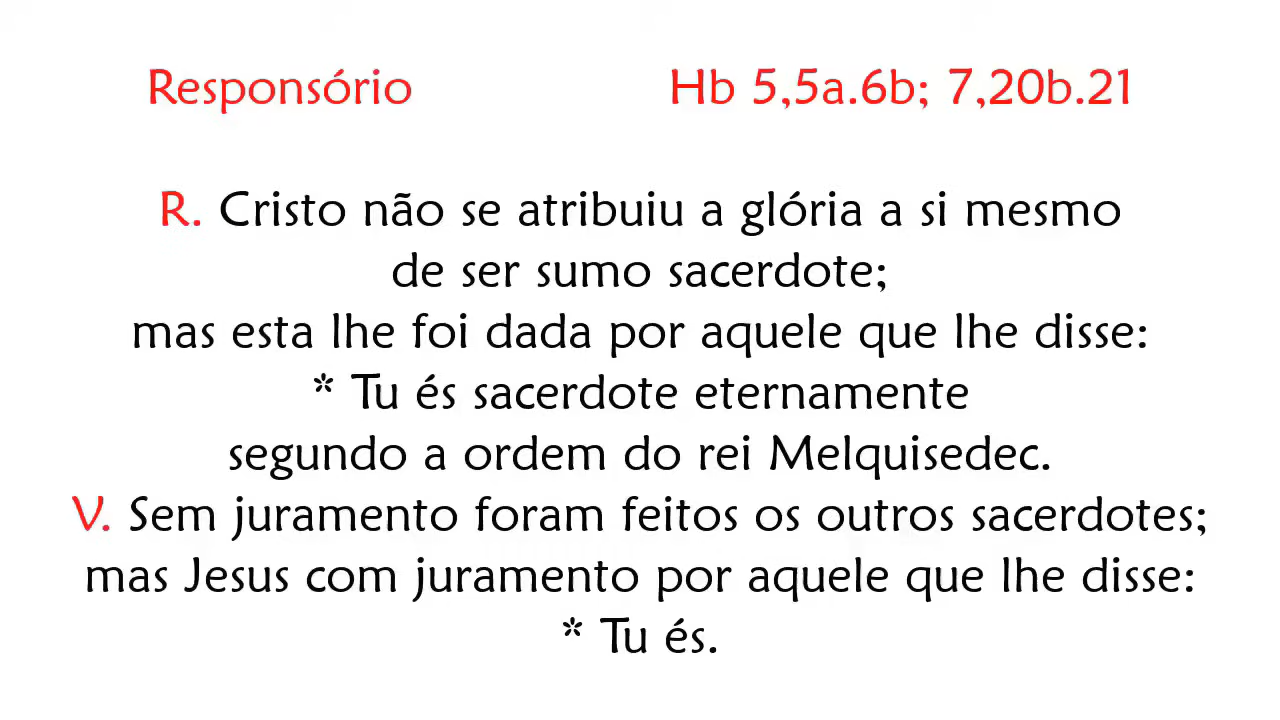 Responsório Hb 5,5a.6b; 7,20b.21
R. Cristo não se atribuiu a glória a si mesmo
de ser sumo sacerdote;
mas esta lhe foi dada por aquele que lhe disse:
* Tu és sacerdote eternamente
segundo a ordem do rei Melquisedec.
V. Sem juramento foram feitos os outros sacerdotes;
mas Jesus com juramento por aquele que lhe disse:
* Tu és.